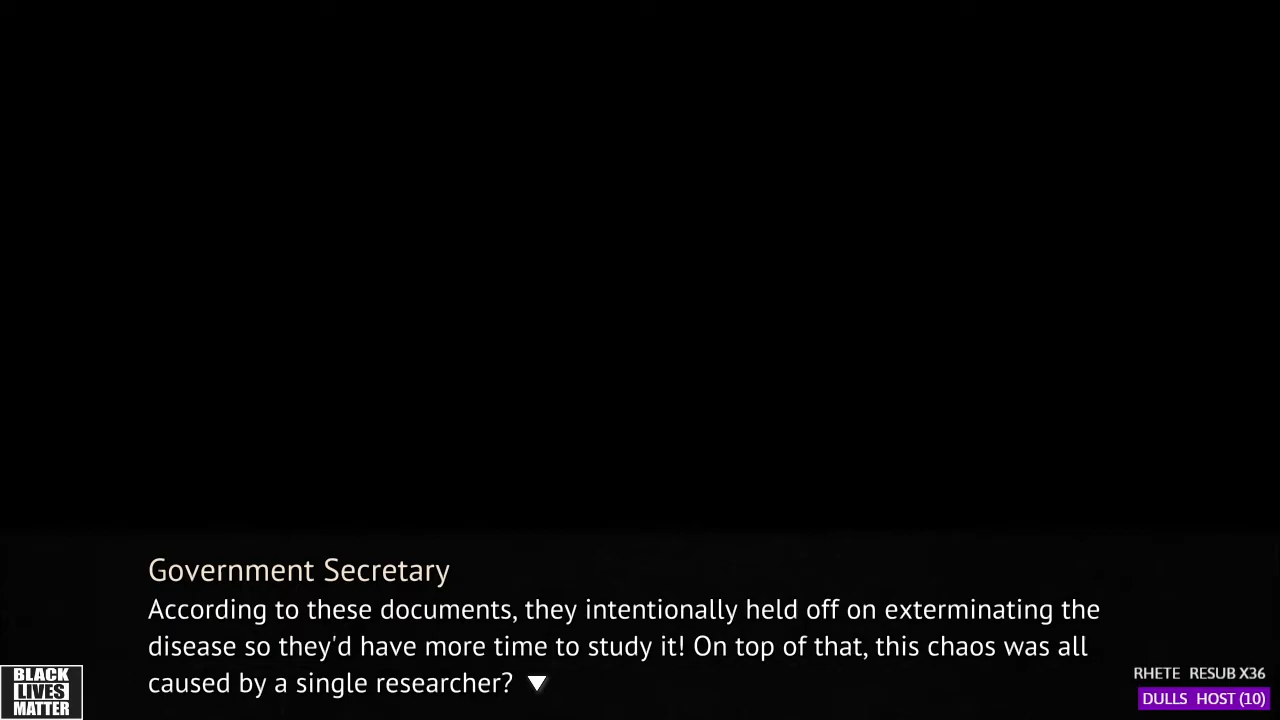 Government Secretary
According to these documents, they intentionally held off on exterminating the
disease so they'd have more time to study it! On top of that, this chaos was all
caused by a single researcher?
BLACK
LIVES
MATTER
RHETE RESUB X36
DULLS HOST (10)